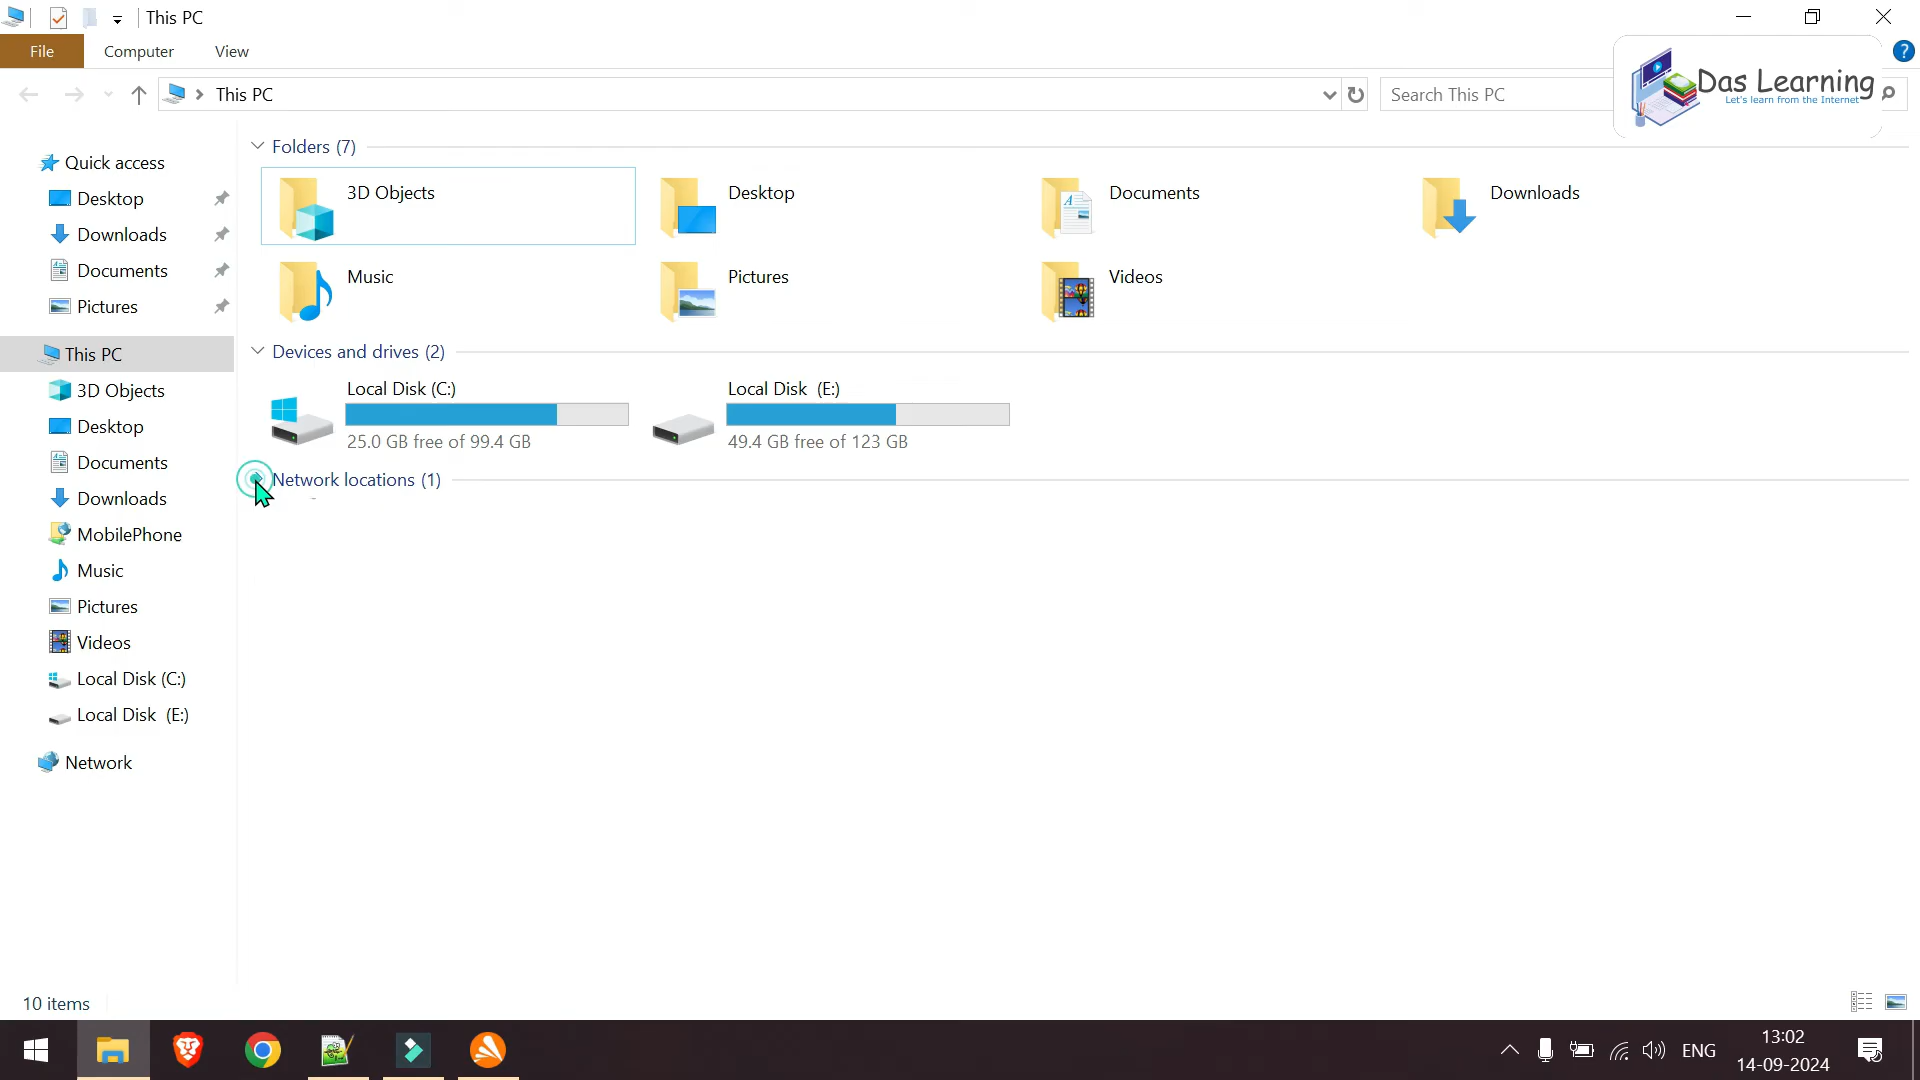 This PC
File
Computer
View
This PC
Search This PC
Das Learning
Let's learn from the Internet
Quick access
Desktop
Downloads
Documents
Pictures
This PC
3D Objects
Desktop
Documents
Downloads
MobilePhone
Music
Pictures
Videos
Local Disk (C:)
Local Disk (E:)
Network
Folders (7)
3D Objects
Desktop
Documents
Downloads
Music
Pictures
Videos
Devices and drives (2)
Local Disk (C:)
25.0 GB free of 99.4 GB
Local Disk (E:)
49.4 GB free of 123 GB
Network locations (1)
10 items
ENG
13:02
14-09-2024